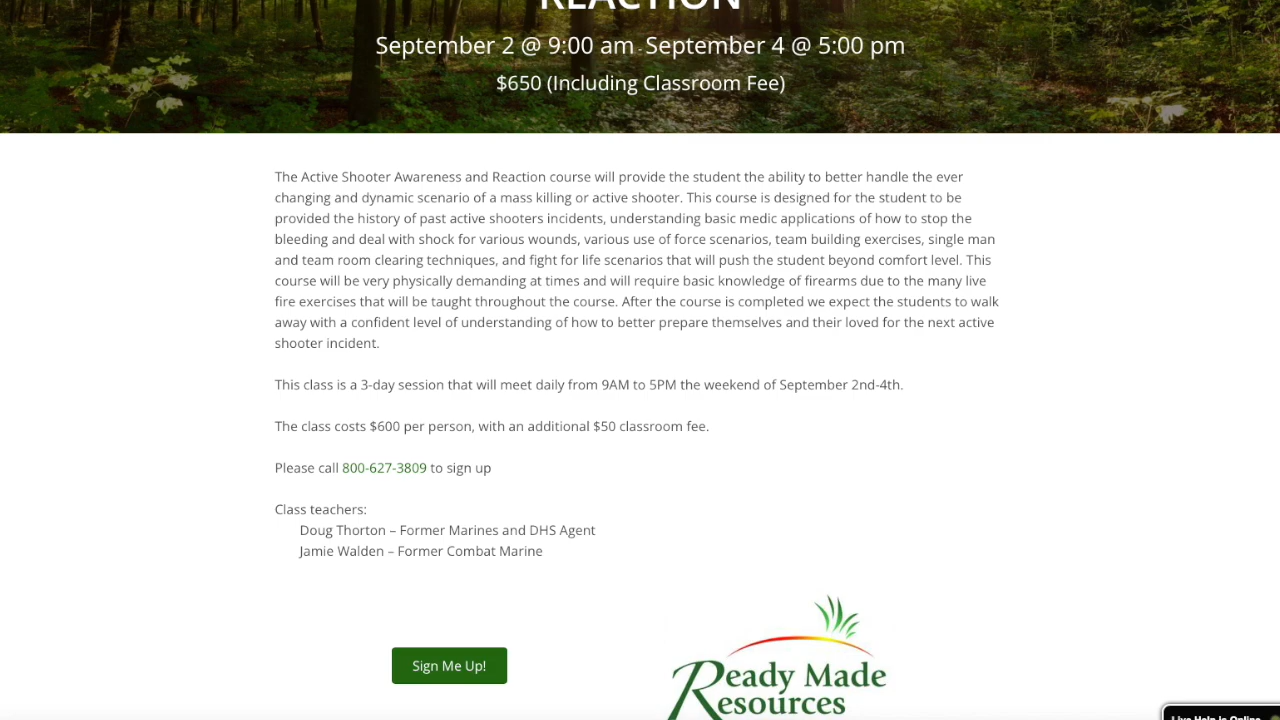 REACTION
September 2 @ 9:00 am - September 4 @ 5:00 pm
$650 (Including Classroom Fee)
The Active Shooter Awareness and Reaction course will provide the student the ability to better handle the ever
changing and dynamic scenario of a mass killing or active shooter. This course is designed for the student to be
provided the history of past active shooters incidents, understanding basic medic applications of how to stop the
bleeding and deal with shock for various wounds, various use of force scenarios, team building exercises, single man
and team room clearing techniques, and fight for life scenarios that will push the student beyond comfort level. This
course will be very physically demanding at times and will require basic knowledge of firearms due to the many live
fire exercises that will be taught throughout the course. After the course is completed we expect the students to walk
away with a confident level of understanding of how to better prepare themselves and their loved for the next active
shooter incident.
This class is a 3-day session that will meet daily from 9AM to 5PM the weekend of September 2nd-4th.
The class costs $600 per person, with an additional $50 classroom fee.
Please call 800-627-3809 to sign up
Class teachers:
Doug Thorton – Former Marines and DHS Agent
Jamie Walden – Former Combat Marine
Sign Me Up!
Ready Made
Resources
Live Help Is Online